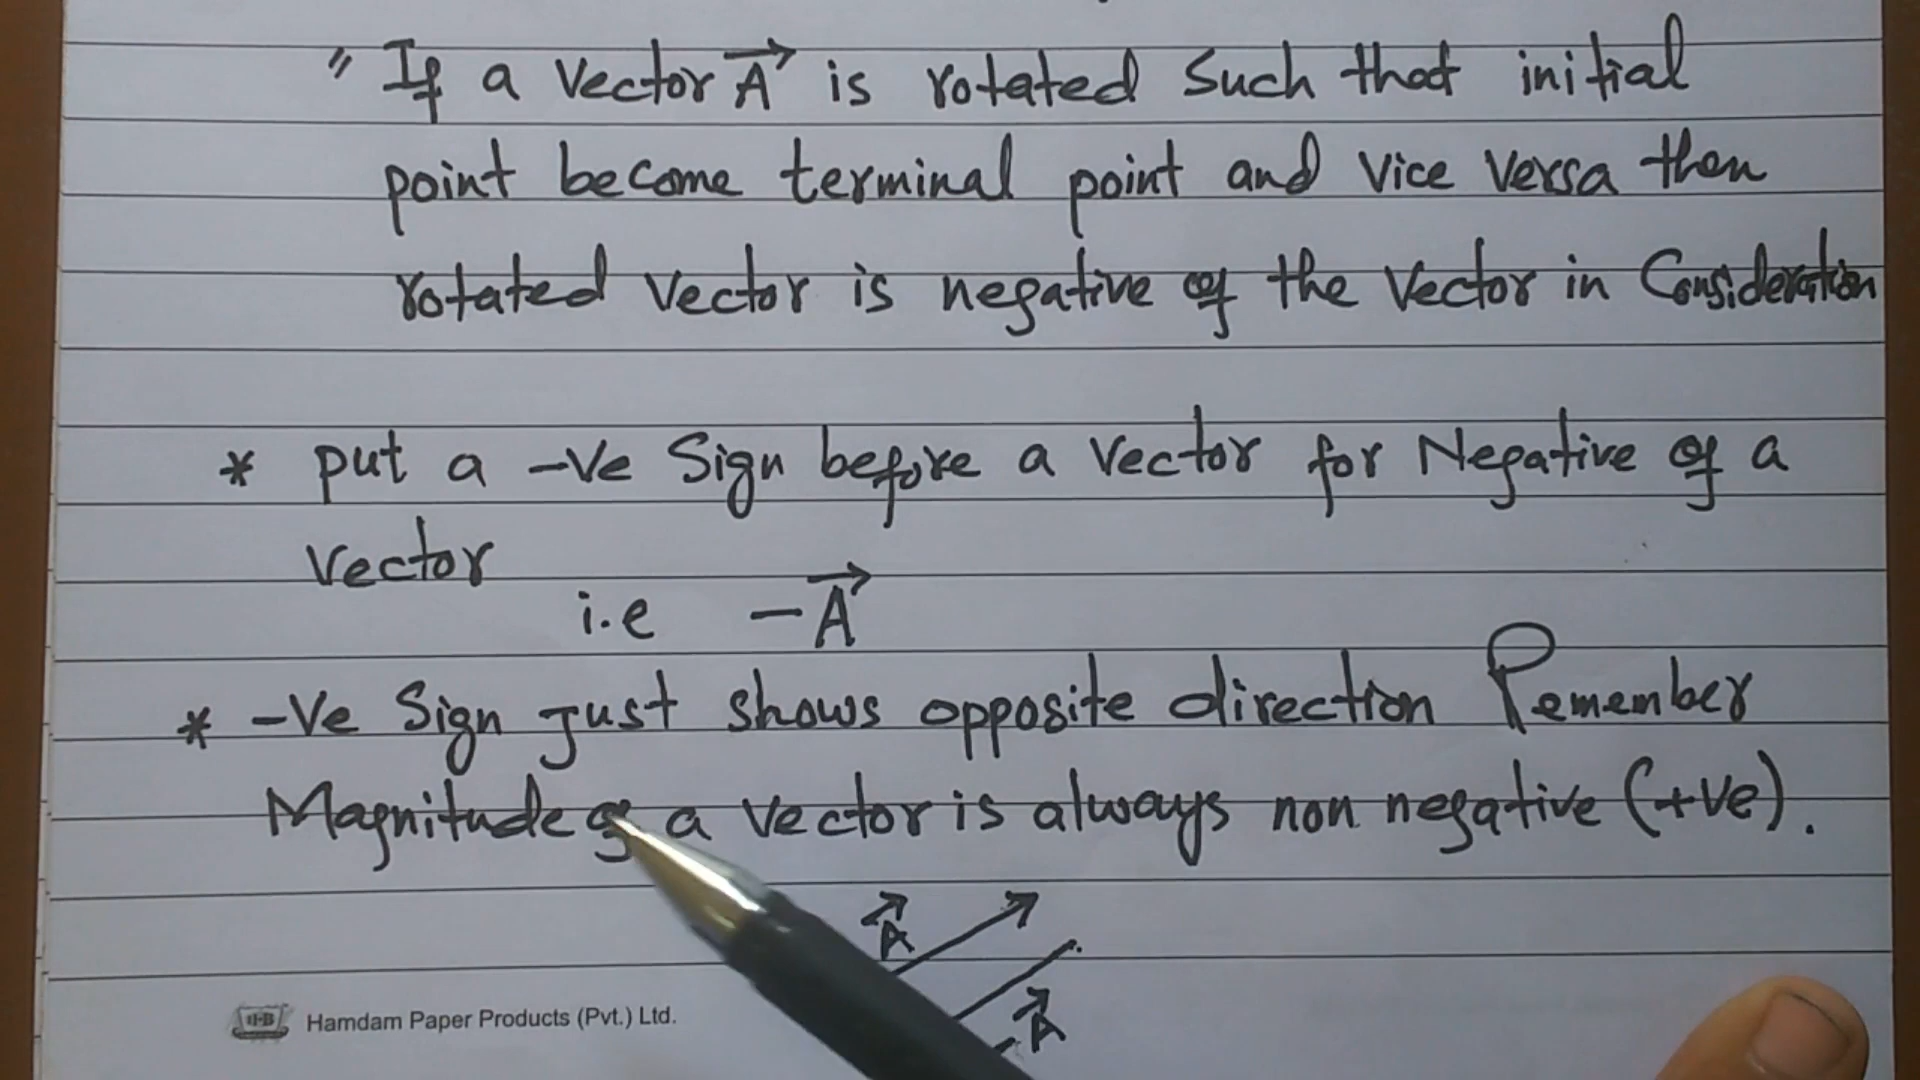 " If a vector A is rotated such that initial
point become terminal point and vice versa then
rotated vector is negative of the vector in Consideration
* put a -ve Sign before a vector for Negative of a
vector
i.e -A
* -ve Sign Just shows opposite direction Remember
Magnitude of a vector is always non negative (+ve).
A
A
HB Hamdam Paper Products (Pvt.) Ltd.